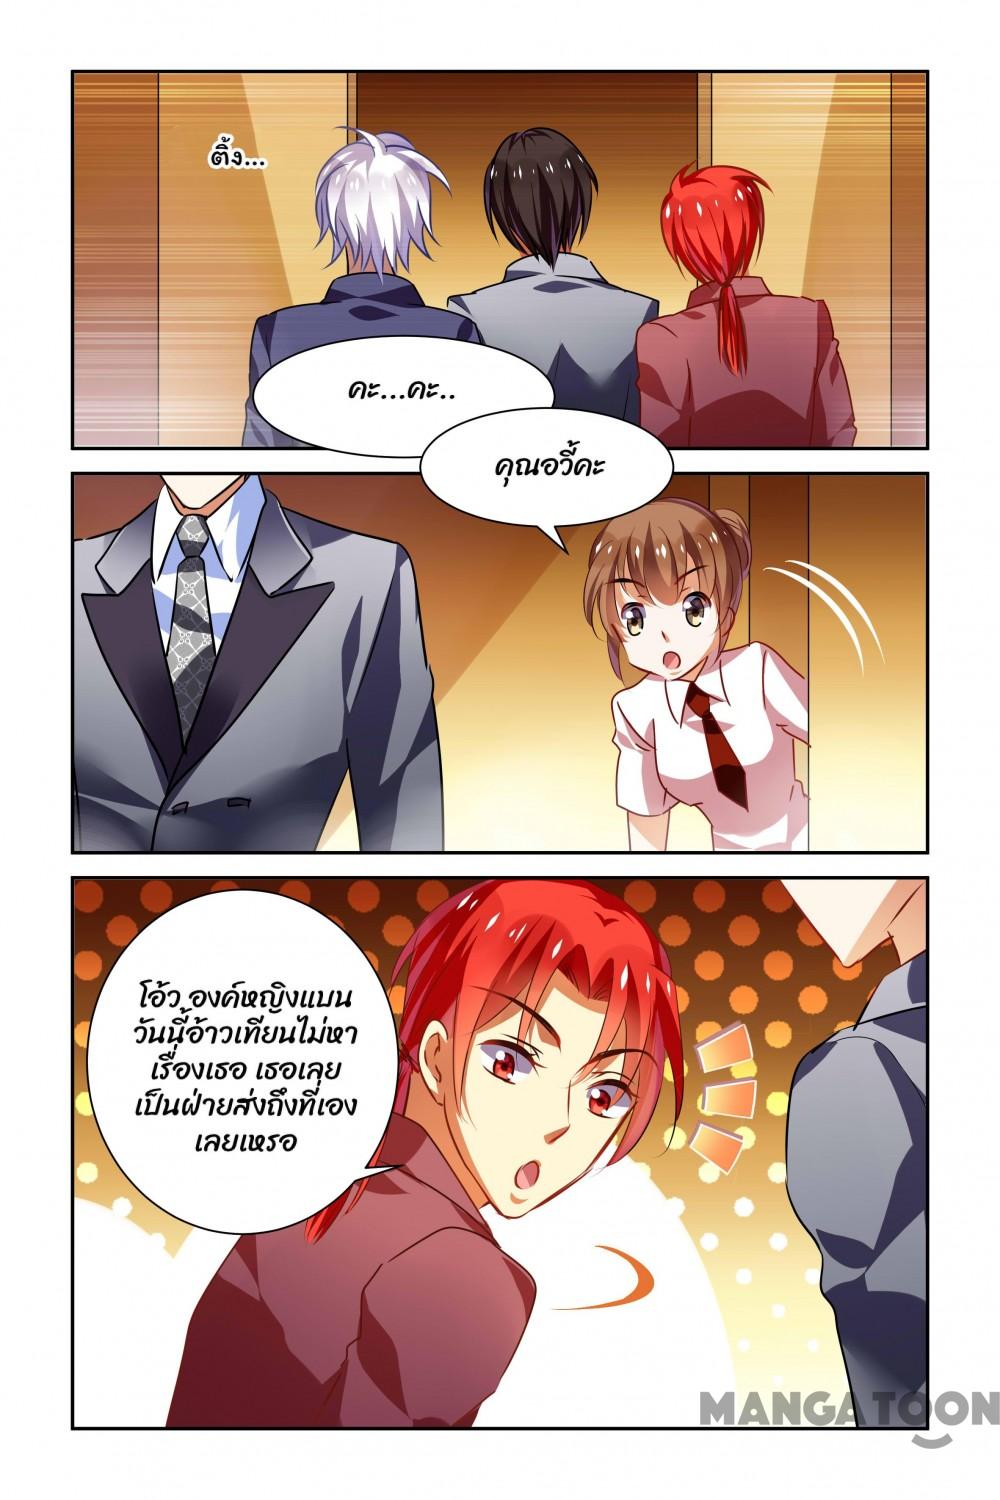 ติ้ง...
คะ...คะ..
คุณอวี้คะ
โอ้ว องค์หญิงแบน
วันนี้อ้าวเทียนไม่หา
เรื่องเธอ เธอเลย
เป็นฝ่ายส่งถึงที่เอง
เลยเหรอ
MANGATOON